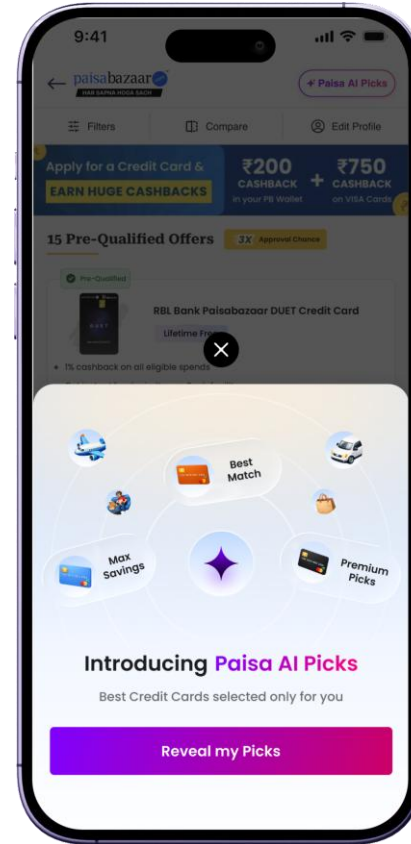 9:41
paisabazaar
HAR SAPNA HOGA SACH
Paisa AI Picks
Filters
Compare
Edit Profile
Apply for a Credit Card &
EARN HUGE CASHBACKS
₹200
CASHBACK
in your PB Wallet
+
₹750
CASHBACK
on VISA Cards
15 Pre-Qualified Offers
3X Approval Chance
Pre-Qualified
DUET
RBL Bank Paisabazaar DUET Credit Card
Lifetime Free
• 1% cashback on all eligible spends
Best
Match
Max
Savings
Premium
Picks
Introducing Paisa AI Picks
Best Credit Cards selected only for you
Reveal my Picks